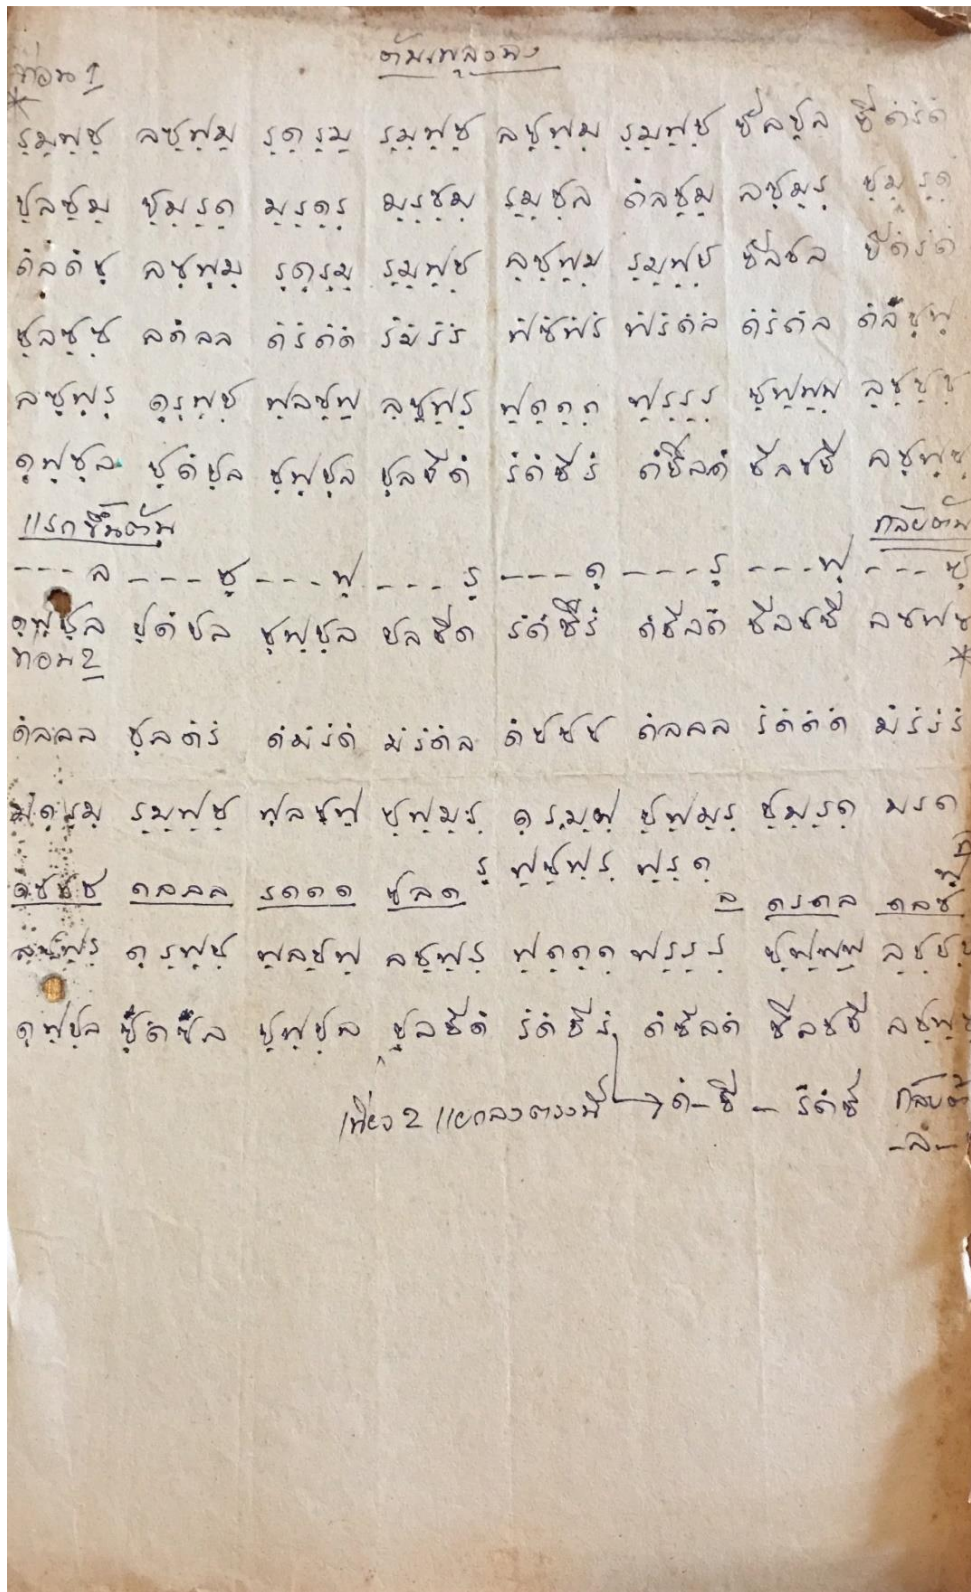 ต้นเพลงฉิ่ง
ท่อน 1
รฺมฺฟฺซฺ ลซฺฟฺมฺ รฺดฺรฺมฺ รฺมฺฟฺซฺ ลซฺฟฺมฺ รฺมฺฟฺซฺ ซีลซฺล ซีดํรํดํ
ซฺลซฺมฺ ซฺมฺรฺดฺ มฺรฺดฺรฺ มฺรฺซฺมฺ รฺมฺซฺล ดํลซฺมฺ ลซฺมฺรฺ ซฺมฺรฺดฺ
ดํลํดํซฺ ลซฺฟฺมฺ รฺดฺรฺมฺ รฺมฺฟฺซฺ ลซฺฟฺมฺ รฺมฺฟฺซฺ ซีลซล ซีดํรํดํ
ซฺลซฺซฺ ลดํลล ดํรํดํดํ รํมํรํรํ ฟํซํฟํรํ ฟํรํดํล ดํรํดํล ดํลซฺฟฺ
ลซฺฟฺรฺ ดฺรฺฟฺซฺ ฟฺลซฺฟฺ ลซฺฟฺรฺ ฟฺดฺดฺดฺ ฟฺรฺรฺรฺ ซฺฟฺฟฺฟฺ ลซฺซฺซฺ
ดฺฟฺซฺล ซฺดํซฺล ซฺฟฺซฺล ซฺลซีดํ รํดํซีรํ ดํซีลดํ ซีลซซี ลซฺฟฺซฺ
แรกขึ้นต้น กลับต้น
---ล ---ซฺ ---ฟฺ ---รฺ ---ดฺ ---รฺ ---ฟฺ ---ซฺ
ดฺฟฺซฺล ซฺดํซล ซฺฟฺซฺล ซลซีด รํดํซีรํ ดํซีลดํ ซีลซซี ลซฟซ
ท่อน 2
ดํลลล ซฺลดํรํ ดํมํรํดํ มํรํดํล ดํซซซ ดํลลล รํดํดํดํ มํรํรํรํ
มฺดฺรฺมฺ รฺมฺฟฺซฺ ฟฺลซฺฟฺ ซฺฟฺมฺรฺ ดฺรฺมฺฟฺ ซฺฟฺมฺรฺ ซฺมฺรฺดฺ มรด
รฺ ฟฺซฺฟฺรฺ ฟฺรฺดฺ
ดซซซ ดลลล รดดด ซลด ล ดรดล ดลซ
ลซฺฟฺรฺ ดฺรฺฟฺซฺ ฟฺลซฺฟฺ ลซฺฟฺรฺ ฟฺดฺดฺดฺ ฟฺรฺรฺรฺ ซฺฟฺฟฺฟฺ ลซฺซฺซฺ
ดฺฟฺซฺล ซฺดํซล ซฺฟฺซฺล ซฺลซีดํ รํดํซีรํ ดํซีลดํ ซีลซซี ลซฺฟฺซฺ
เที่ยว 2 แยกลงตรงนี้ → ดํ-ซี - รํดํซี กลับต้
-ล-